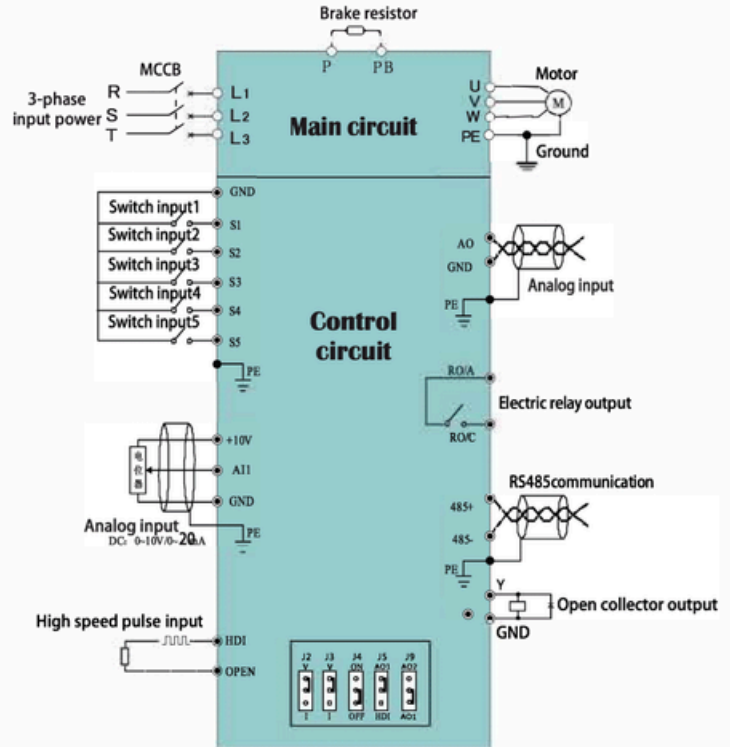 Brake resistor
P PB
MCCB
3-phase
input power
R
S
T
L1
L2
L3
Main circuit
U
V
W
PE
Motor
M
Ground
GND
Switch input1
S1
Switch input2
S2
Switch input3
S3
Switch input4
S4
Switch input5
S5
PE
Control
circuit
AO
GND
Analog input
PE
RO/A
Electric relay output
RO/C
+10V
电位器
AI1
GND
Analog input
DC: 0~10V/0~20mA
PE
RS485communication
485+
485-
PE
Y
Open collector output
GND
High speed pulse input
HDI
OPEN
J2 J3 J4 J5 J9
V V ON AO1 AO2
I I OFF HDI AO1